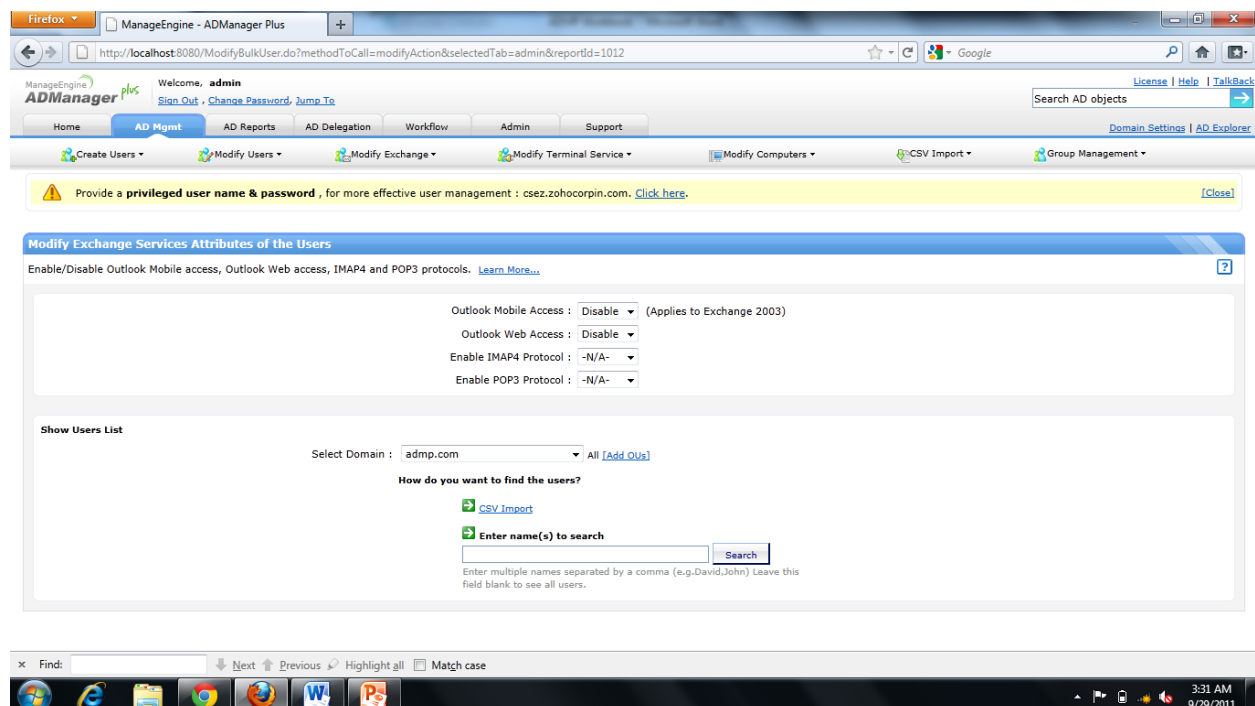 Firefox
ManageEngine - ADManager Plus
http://localhost:8080/ModifyBulkUser.do?methodToCall=modifyAction&selectedTab=admin&reportId=1012
Google
ManageEngine
ADManager plus
Welcome, admin
License | Help | TalkBack
Sign Out , Change Password, Jump To
Search AD objects
Home AD Mgmt AD Reports AD Delegation Workflow Admin Support
Domain Settings | AD Explorer
Create Users Modify Users Modify Exchange Modify Terminal Service Modify Computers CSV Import Group Management
Provide a privileged user name & password , for more effective user management : csez.zohocorpin.com. Click here.
[Close]
Modify Exchange Services Attributes of the Users
Enable/Disable Outlook Mobile access, Outlook Web access, IMAP4 and POP3 protocols. Learn More...
?
Outlook Mobile Access : Disable (Applies to Exchange 2003)
Outlook Web Access : Disable
Enable IMAP4 Protocol : -N/A-
Enable POP3 Protocol : -N/A-
Show Users List
Select Domain : admp.com All [Add OUs]
How do you want to find the users?
CSV Import
Enter name(s) to search
Search
Enter multiple names separated by a comma (e.g.David,John) Leave this
field blank to see all users.
× Find: Next Previous Highlight all Match case
3:31 AM
9/29/2011